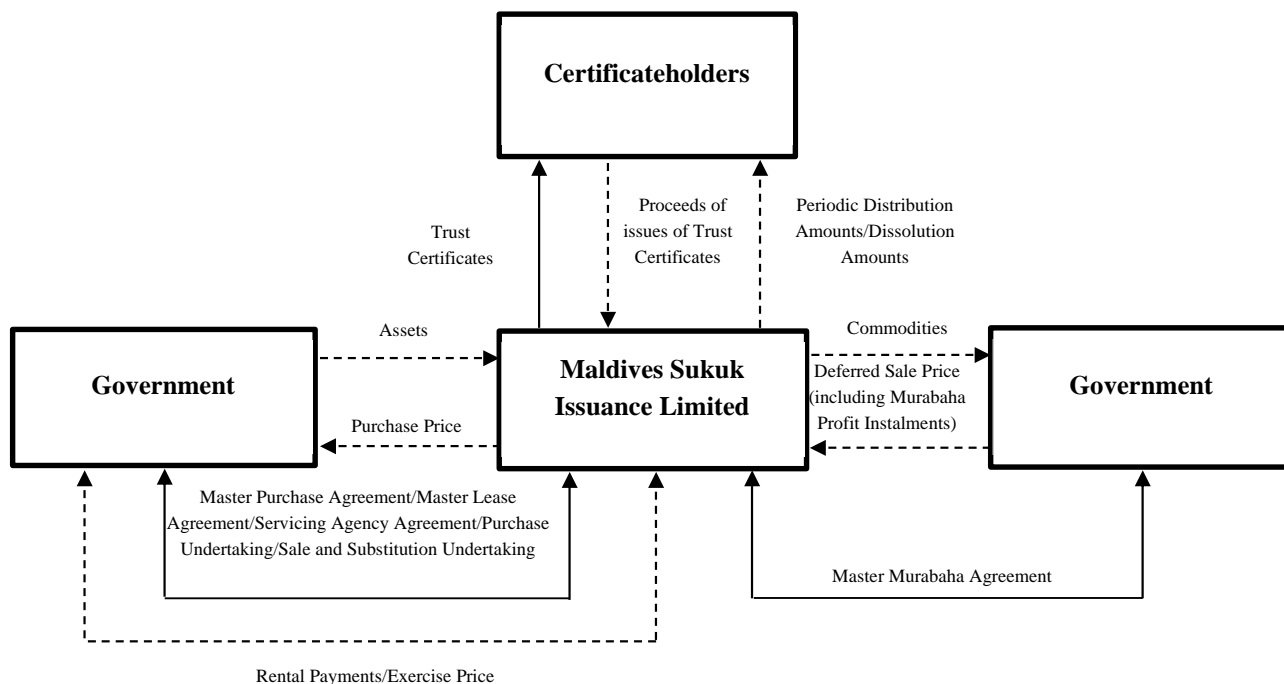 Certificateholders
Trust
Certificates
Proceeds of
issues of Trust
Certificates
Periodic Distribution
Amounts/Dissolution
Amounts
Assets
Commodities
Government
Maldives Sukuk
Issuance Limited
Deferred Sale Price
(including Murabaha
Profit Instalments)
Government
Purchase Price
Master Purchase Agreement/Master Lease
Agreement/Servicing Agency Agreement/Purchase
Undertaking/Sale and Substitution Undertaking
Master Murabaha Agreement
Rental Payments/Exercise Price